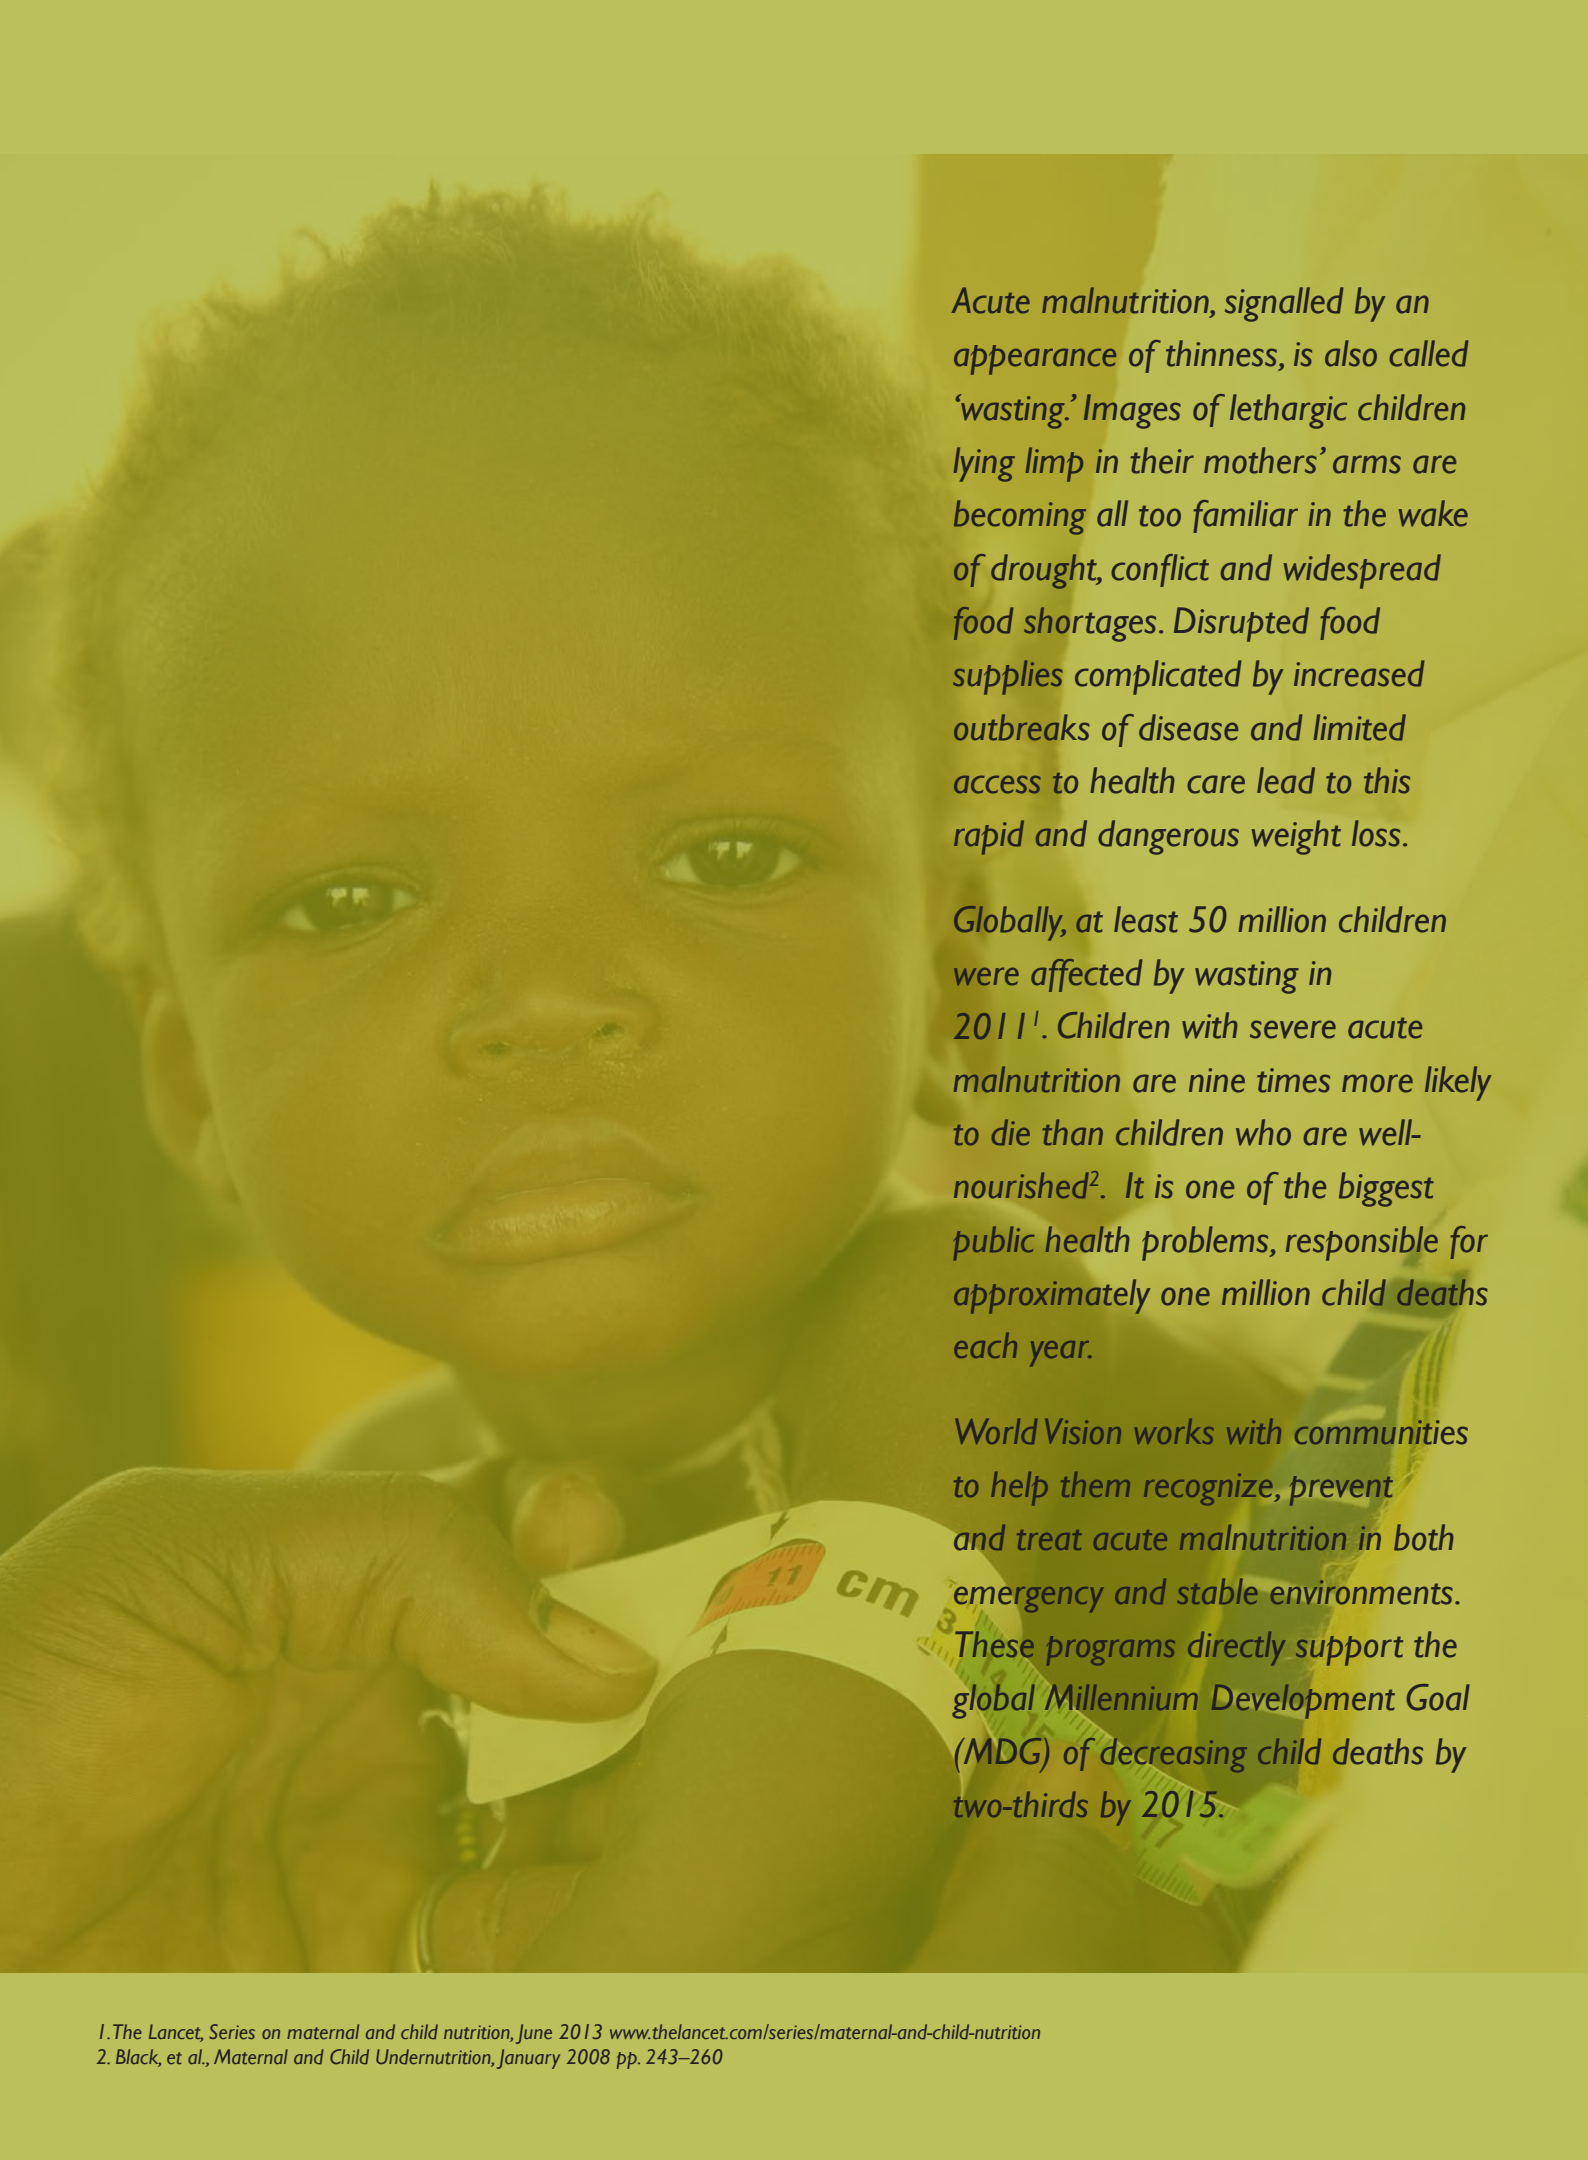 Acute malnutrition, signalled by an
appearance of thinness, is also called
‘wasting.’ Images of lethargic children
lying limp in their mothers’ arms are
becoming all too familiar in the wake
of drought, conflict and widespread
food shortages. Disrupted food
supplies complicated by increased
outbreaks of disease and limited
access to health care lead to this
rapid and dangerous weight loss.
Globally, at least 50 million children
were affected by wasting in
2011¹. Children with severe acute
malnutrition are nine times more likely
to die than children who are well-
nourished². It is one of the biggest
public health problems, responsible for
approximately one million child deaths
each year.
World Vision works with communities
to help them recognize, prevent
and treat acute malnutrition in both
emergency and stable environments.
These programs directly support the
global Millennium Development Goal
(MDG) of decreasing child deaths by
two-thirds by 2015.
11 cm
17
1. The Lancet, Series on maternal and child nutrition, June 2013 www.thelancet.com/series/maternal-and-child-nutrition
2. Black, et al., Maternal and Child Undernutrition, January 2008 pp. 243–260